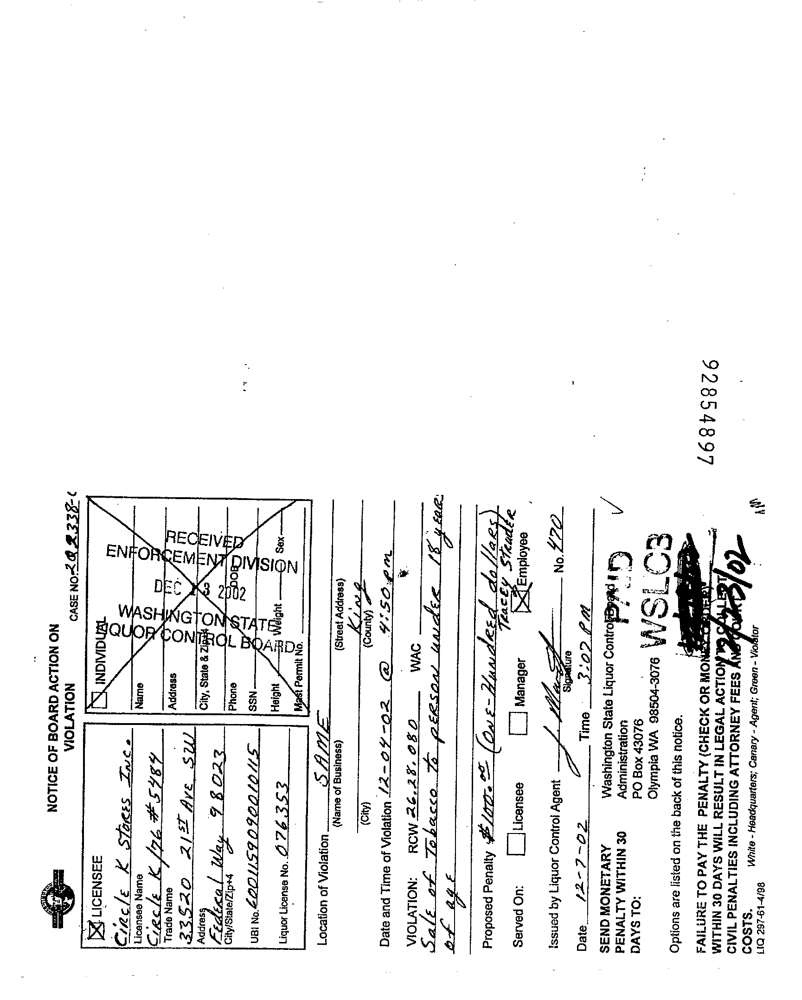 NOTICE OF BOARD ACTION ON
VIOLATION
CASE NO.
☒ LICENSEE
Circle K Stores Inc.
Licensee Name
Circle K/76 #5484
Trade Name
33520 21st Ave SW
Address
Federal Way 98023
City/State/Zip+4
UBI No. 6001159090010115
Liquor License No. 076353
☐ INDIVIDUAL
Name
Address
City, State & Zip+4
Phone
DOB
SSN
Height
Weight
Sex
Mast Permit No.
RECEIVED
ENFORCEMENT DIVISION
DEC 13 2002
WASHINGTON STATE
LIQUOR CONTROL BOARD
Location of Violation SAME
(Name of Business) (Street Address)
King
(City) (County)
Date and Time of Violation 12-04-02 @ 4:50 pm
VIOLATION: RCW 26.28.080 WAC
Sale of Tobacco to person under 18 years
of age
Proposed Penalty $100.00 (One-Hundred dollars)
Tracey Struder
Served On: ☐ Licensee ☐ Manager ☒ Employee
Issued by Liquor Control Agent No. 470
Signature
Date 12-7-02 Time 3:07 PM
SEND MONETARY
PENALTY WITHIN 30
DAYS TO:
Washington State Liquor Control Board
Administration
PO Box 43076
Olympia WA 98504-3076
PAID
WSLCB
12/23/02
Options are listed on the back of this notice.
FAILURE TO PAY THE PENALTY (CHECK OR MONEY ORDER)
WITHIN 30 DAYS WILL RESULT IN LEGAL ACTION TO COLLECT
CIVIL PENALTIES INCLUDING ATTORNEY FEES AND COURT
COSTS.
White - Headquarters; Canary - Agent; Green - Violator
LIQ 297-61-4/98
92854897